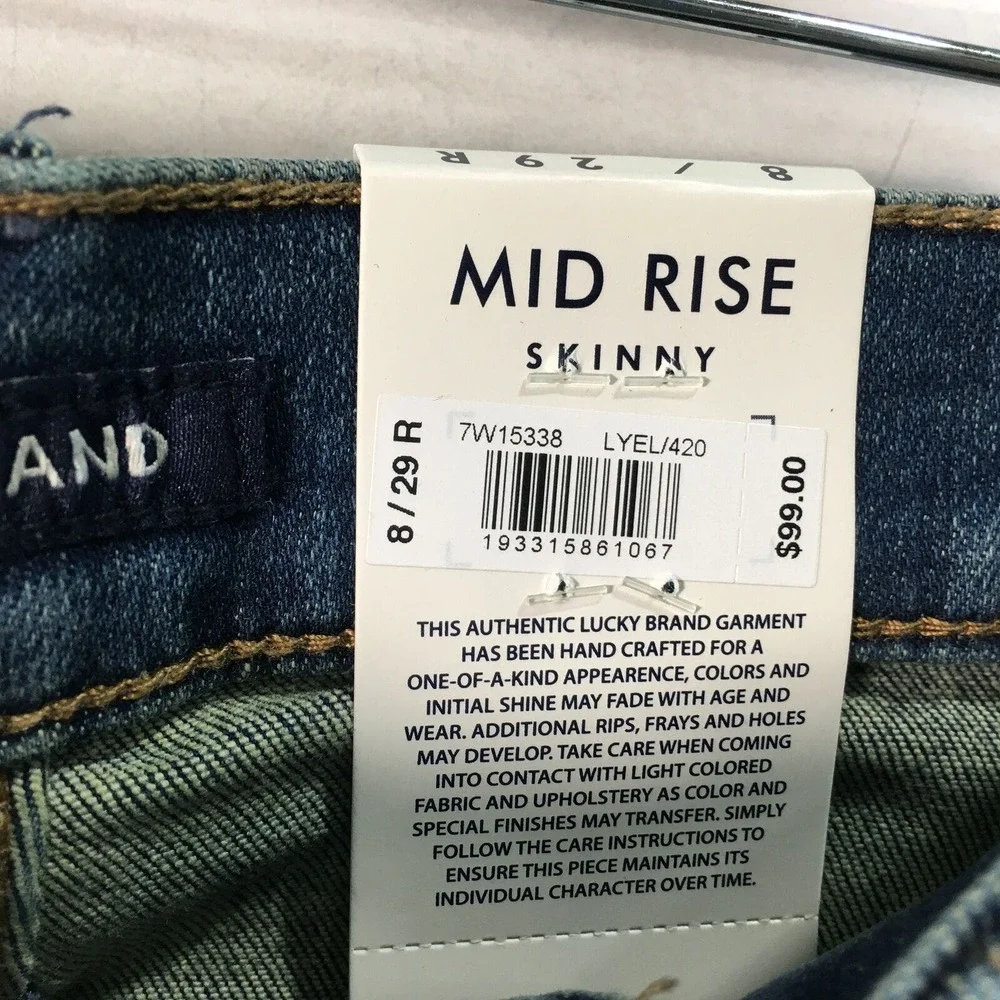 8 / 29 R
MID RISE
SKINNY
AND
8 / 29 R
7W15338 LYEL/420
193315861067
$99.00
THIS AUTHENTIC LUCKY BRAND GARMENT
HAS BEEN HAND CRAFTED FOR A
ONE-OF-A-KIND APPEARENCE, COLORS AND
INITIAL SHINE MAY FADE WITH AGE AND
WEAR. ADDITIONAL RIPS, FRAYS AND HOLES
MAY DEVELOP. TAKE CARE WHEN COMING
INTO CONTACT WITH LIGHT COLORED
FABRIC AND UPHOLSTERY AS COLOR AND
SPECIAL FINISHES MAY TRANSFER. SIMPLY
FOLLOW THE CARE INSTRUCTIONS TO
ENSURE THIS PIECE MAINTAINS ITS
INDIVIDUAL CHARACTER OVER TIME.